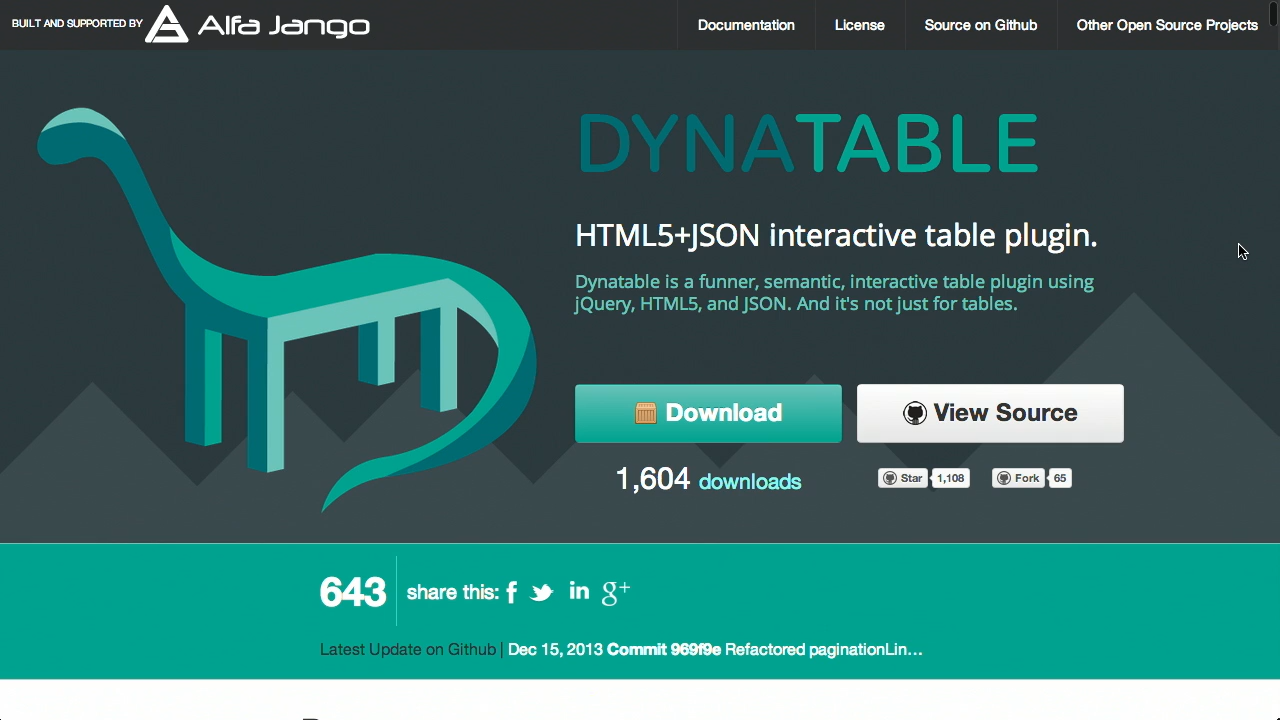 BUILT AND SUPPORTED BY Alfa Jango
Documentation
License
Source on Github
Other Open Source Projects
DYNATABLE
HTML5+JSON interactive table plugin.
Dynatable is a funner, semantic, interactive table plugin using
jQuery, HTML5, and JSON. And it's not just for tables.
Download
View Source
1,604 downloads
Star 1,108
Fork 65
643 share this: f in g+
Latest Update on Github | Dec 15, 2013 Commit 969f9e Refactored paginationLin…